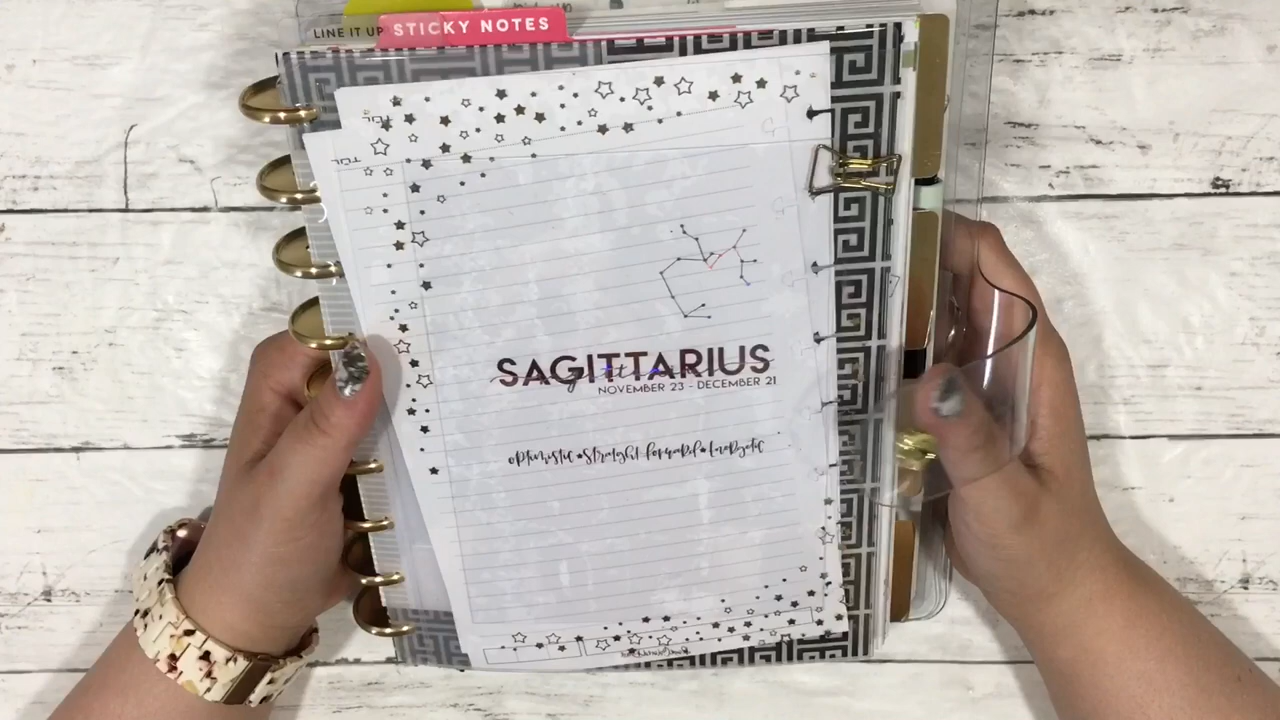 LINE IT UP
STICKY NOTES
SAGITTARIUS
NOVEMBER 23 - DECEMBER 21
optimistic★straight forward★energetic